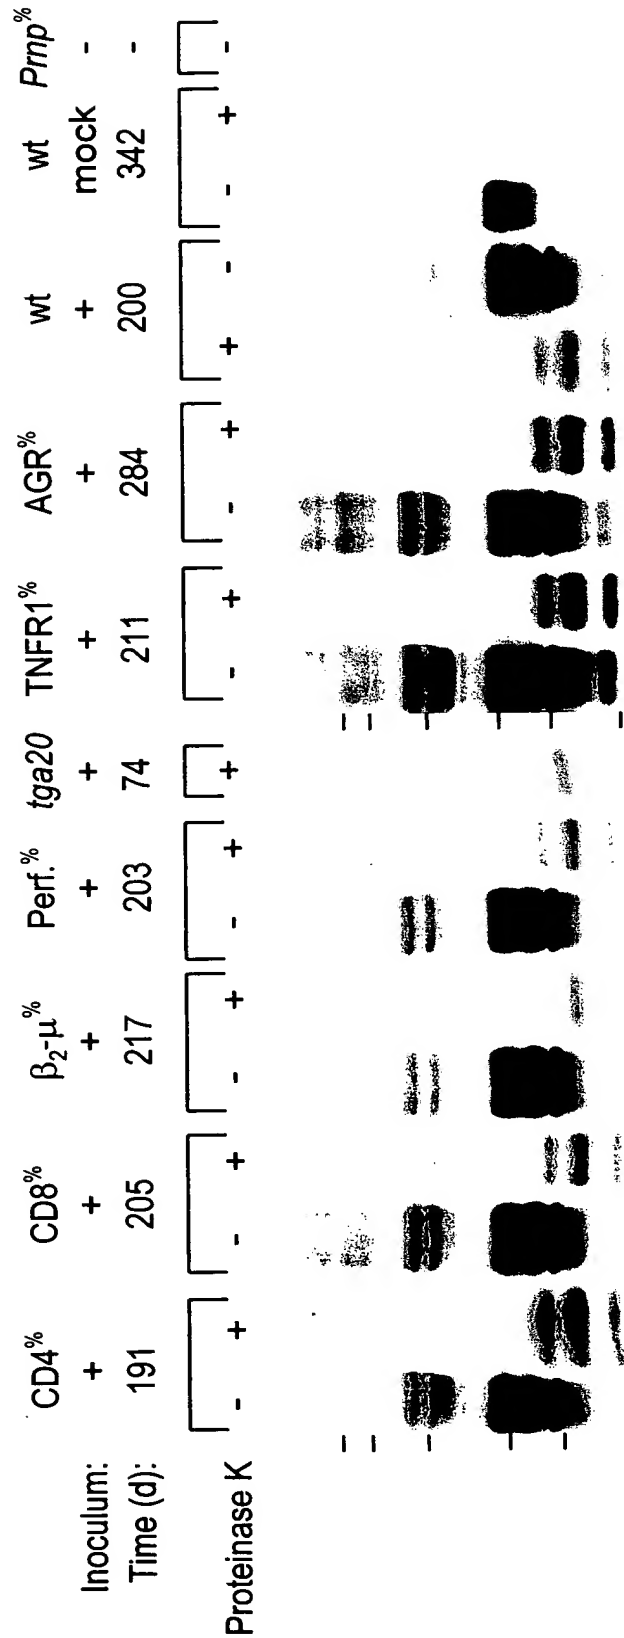 CD4% CD8% β₂-μ% Perf.% tga20 TNFR1% AGR% wt wt Prnp%
Inoculum: + + + + + + + + mock -
Time (d): 191 205 217 203 74 211 284 200 342 -
Proteinase K - + - + - + - + + - + - + + - - + -